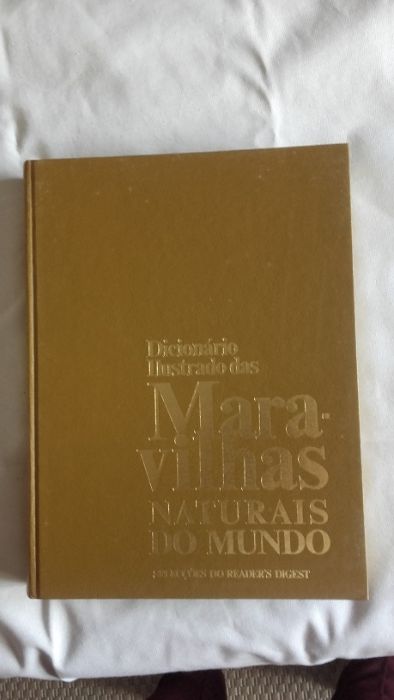 Dicionário
Ilustrado das
Mara-
vilhas
NATURAIS
DO MUNDO
SELECÇÕES DO READER'S DIGEST